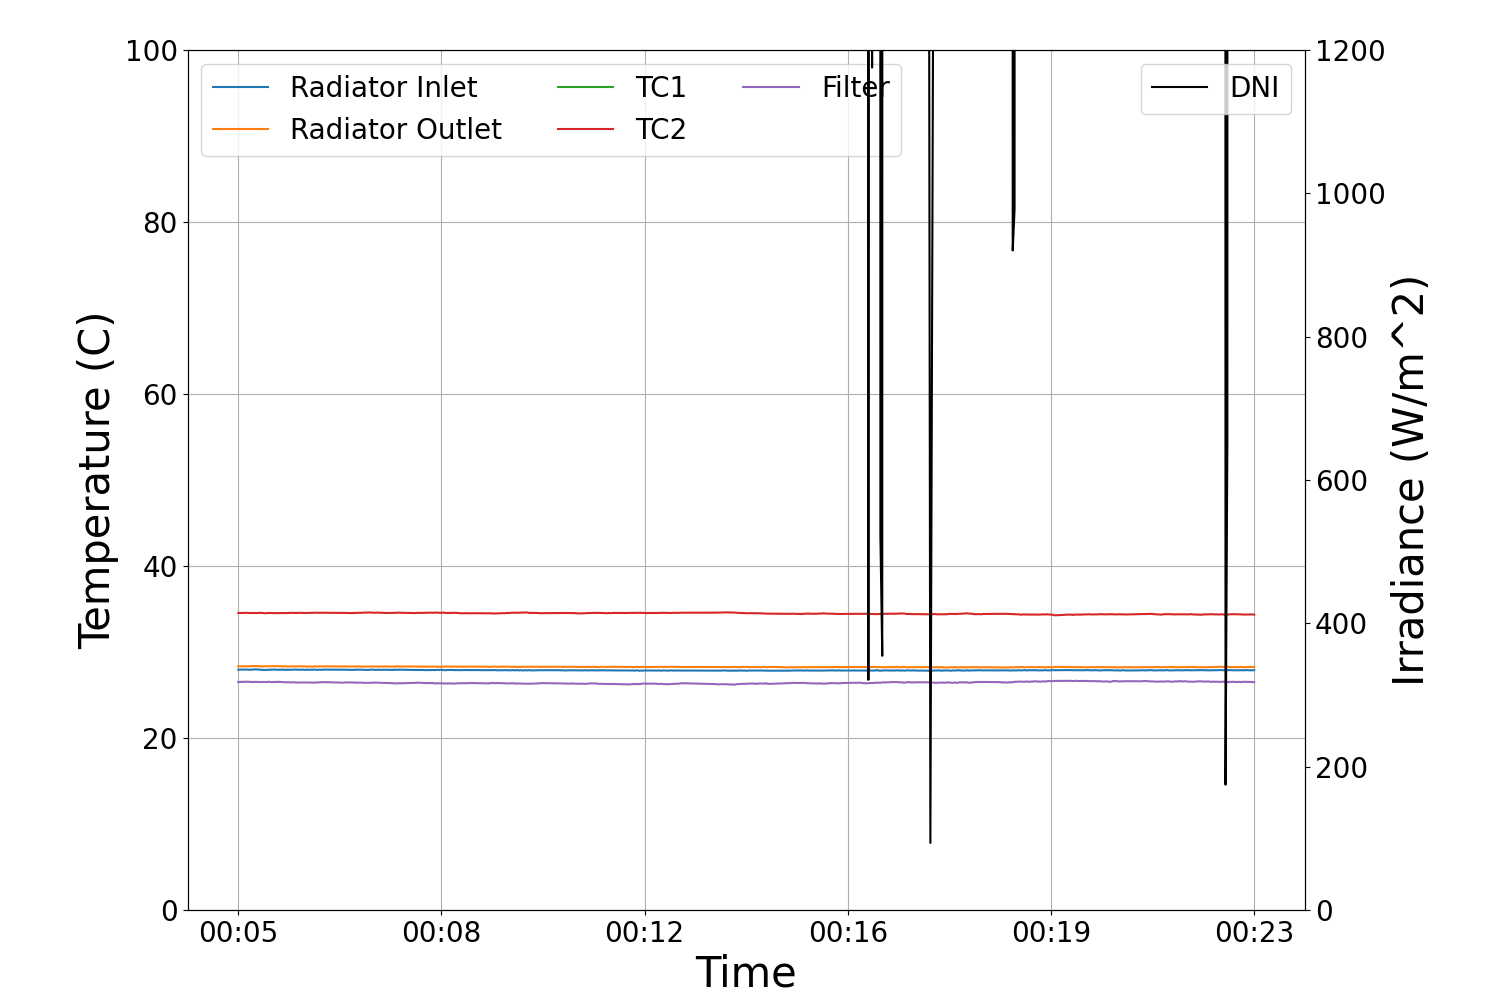 100
80
60
40
20
0
Temperature (C)
Radiator Inlet
Radiator Outlet
TC1
TC2
Filter
DNI
1200
1000
800
600
400
200
0
Irradiance (W/m^2)
00:05 00:08 00:12 00:16 00:19 00:23
Time